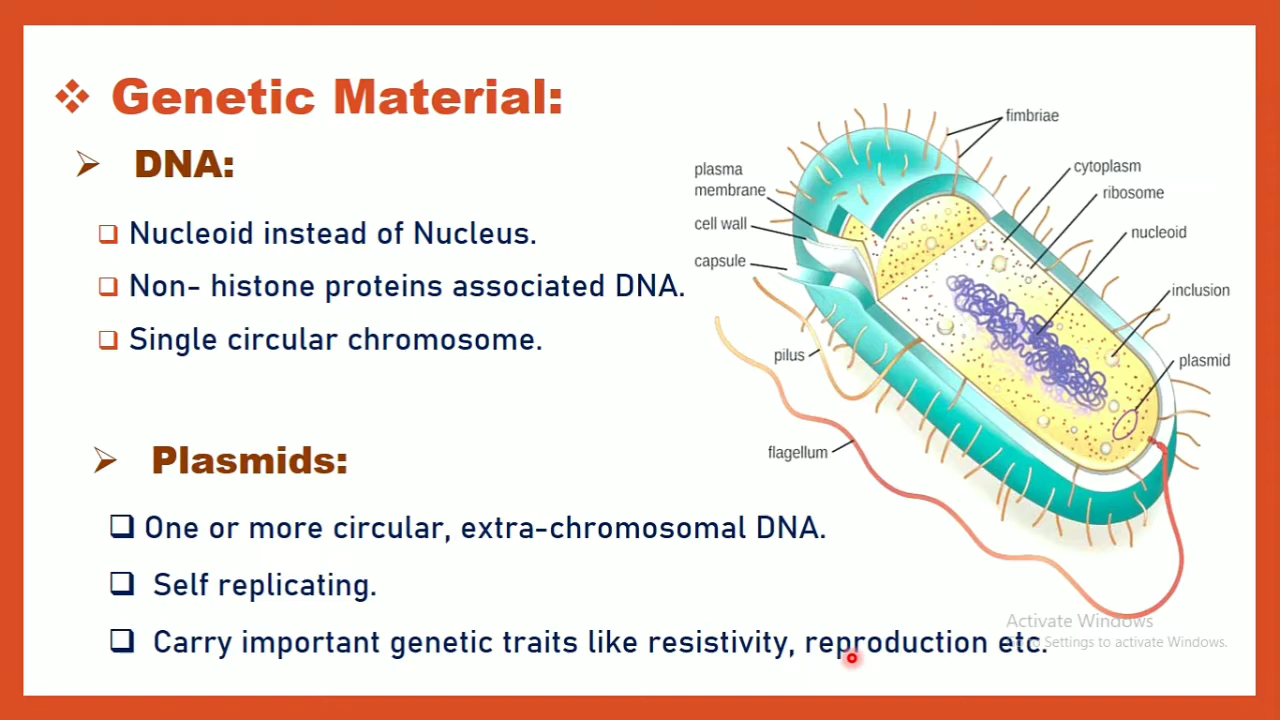 Genetic Material:
DNA:
Nucleoid instead of Nucleus.
Non- histone proteins associated DNA.
Single circular chromosome.
Plasmids:
One or more circular, extra-chromosomal DNA.
Self replicating.
Carry important genetic traits like resistivity, reproduction etc.
fimbriae
plasma
membrane
cytoplasm
ribosome
cell wall
nucleoid
capsule
inclusion
pilus
plasmid
flagellum
Activate Windows
to Settings to activate Windows.